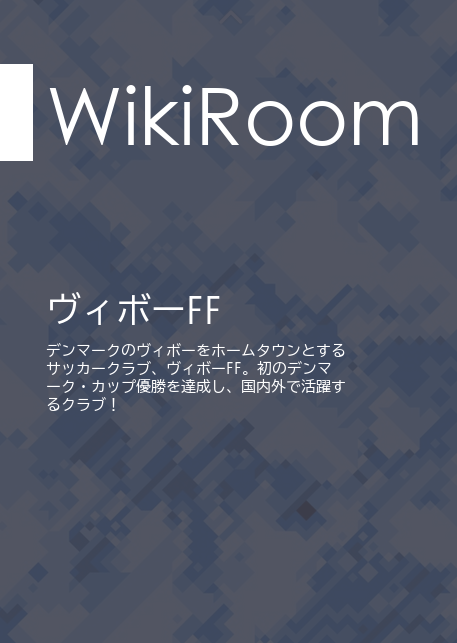 WikiRoom
ヴィボーFF
デンマークのヴィボーをホームタウンとする
サッカークラブ、ヴィボーFF。初のデンマ
ーク・カップ優勝を達成し、国内外で活躍す
るクラブ！